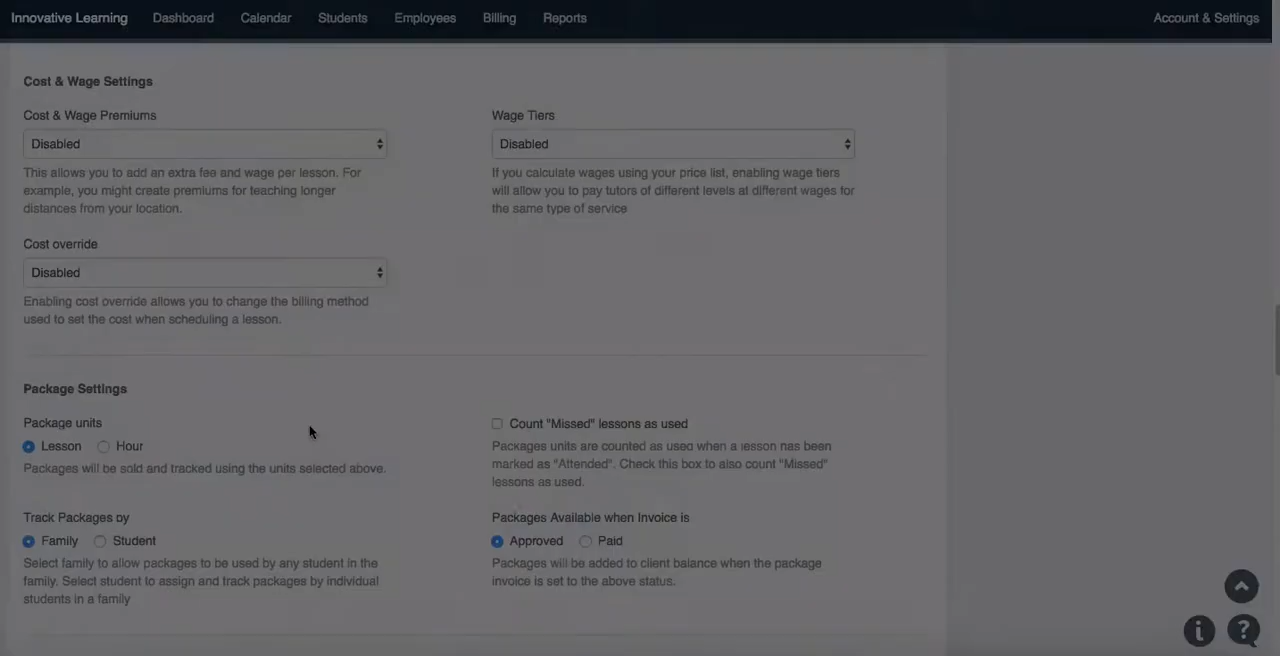 Innovative Learning Dashboard Calendar Students Employees Billing Reports Account & Settings
Cost & Wage Settings
Cost & Wage Premiums
Disabled
This allows you to add an extra fee and wage per lesson. For
example, you might create premiums for teaching longer
distances from your location.
Wage Tiers
Disabled
If you calculate wages using your price list, enabling wage tiers
will allow you to pay tutors of different levels at different wages for
the same type of service
Cost override
Disabled
Enabling cost override allows you to change the billing method
used to set the cost when scheduling a lesson.
Package Settings
Package units
Lesson Hour
Packages will be sold and tracked using the units selected above.
Count "Missed" lessons as used
Packages units are counted as used when a lesson has been
marked as "Attended". Check this box to also count "Missed"
lessons as used.
Track Packages by
Family Student
Select family to allow packages to be used by any student in the
family. Select student to assign and track packages by individual
students in a family
Packages Available when Invoice is
Approved Paid
Packages will be added to client balance when the package
invoice is set to the above status.